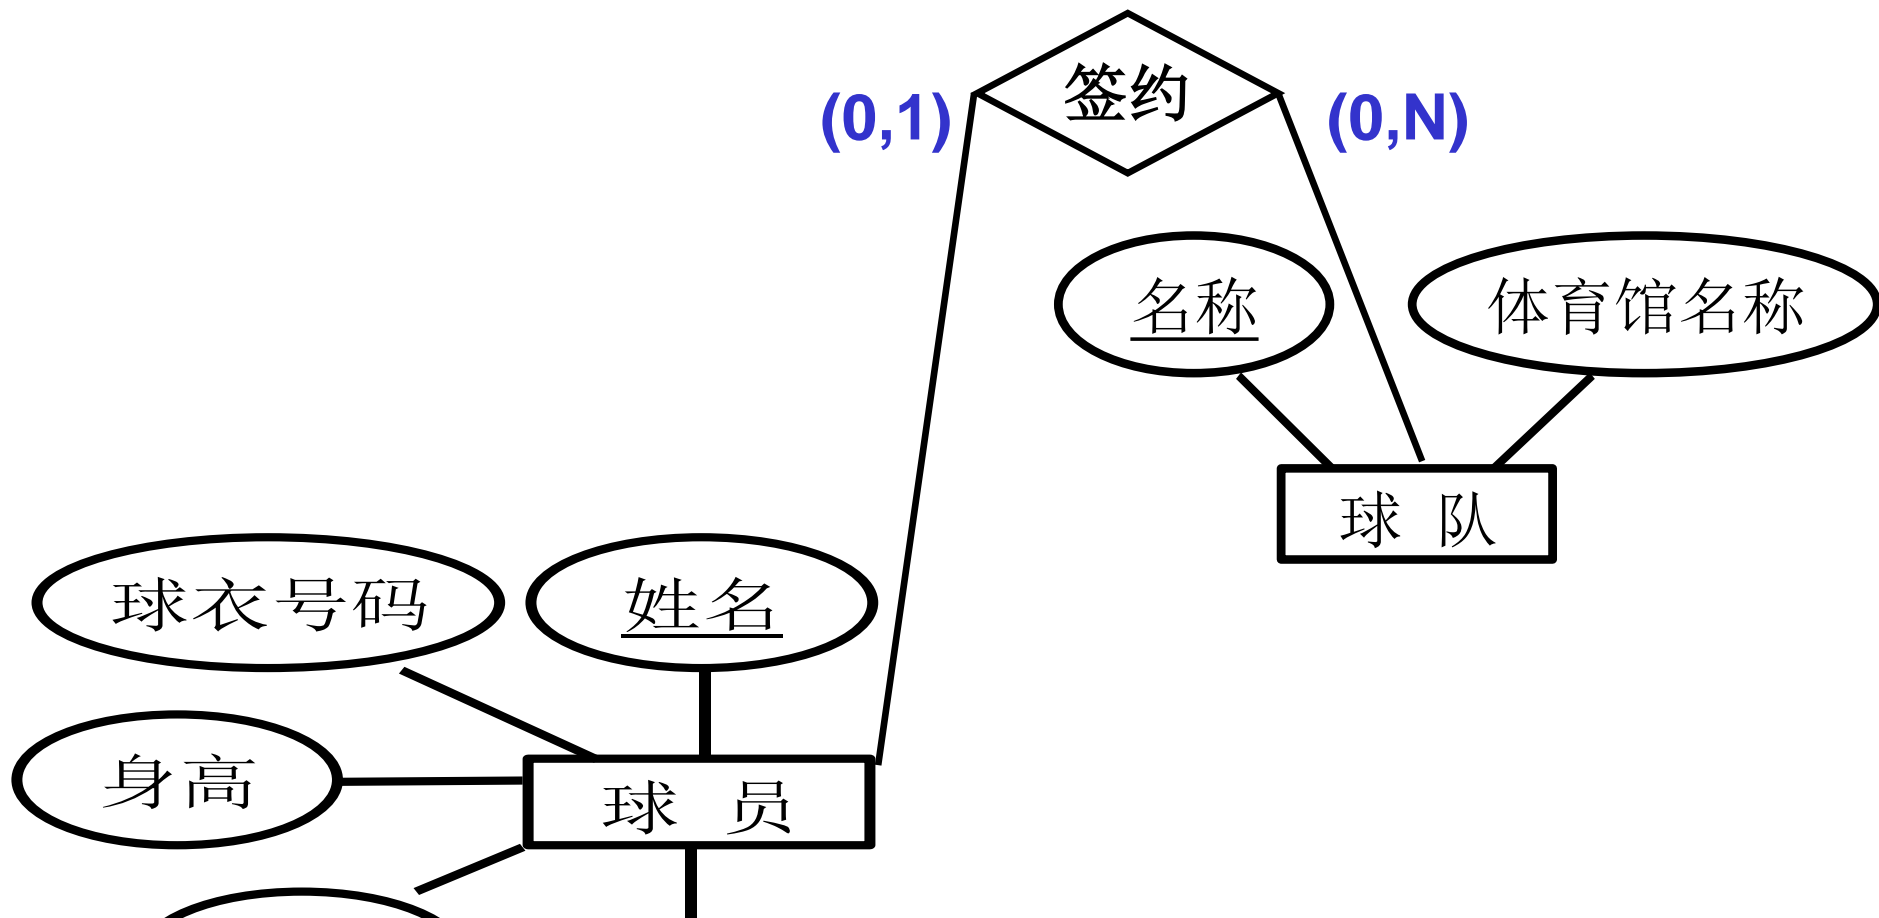 签约
(0,1)
(0,N)
名称
体育馆名称
球 队
球衣号码
姓名
身高
球 员